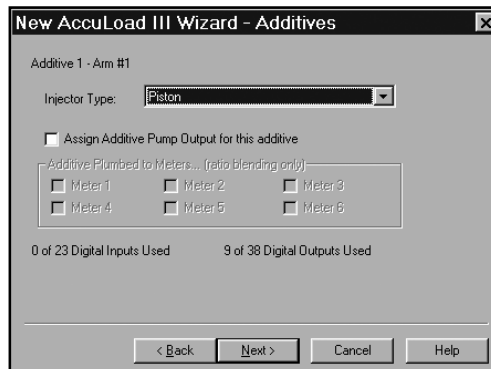 New AccuLoad III Wizard - Additives
Additive 1 - Arm #1
Injector Type: Piston
Assign Additive Pump Output for this additive
Additive Plumbed to Meters... (ratio blending only)
Meter 1 Meter 2 Meter 3
Meter 4 Meter 5 Meter 6
0 of 23 Digital Inputs Used 9 of 38 Digital Outputs Used
< Back Next > Cancel Help